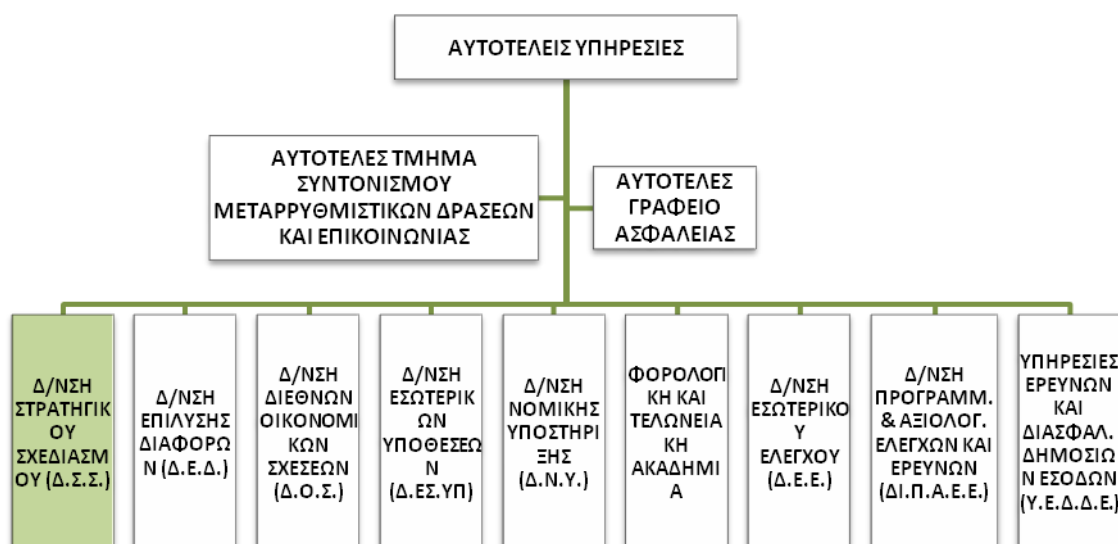 ΑΥΤΟΤΕΛΕΙΣ ΥΠΗΡΕΣΙΕΣ
ΑΥΤΟΤΕΛΕΣ ΤΜΗΜΑ
ΣΥΝΤΟΝΙΣΜΟΥ
ΜΕΤΑΡΡΥΘΜΙΣΤΙΚΩΝ ΔΡΑΣΕΩΝ
ΚΑΙ ΕΠΙΚΟΙΝΩΝΙΑΣ
ΑΥΤΟΤΕΛΕΣ
ΓΡΑΦΕΙΟ
ΑΣΦΑΛΕΙΑΣ
Δ/ΝΣΗ
ΣΤΡΑΤΗΓΙΚ
ΟΥ
ΣΧΕΔΙΑΣΜ
ΟΥ (Δ.Σ.Σ.)
Δ/ΝΣΗ
ΕΠΙΛΥΣΗΣ
ΔΙΑΦΟΡΩ
Ν (Δ.Ε.Δ.)
Δ/ΝΣΗ
ΔΙΕΘΝΩΝ
ΟΙΚΟΝΟΜΙ
ΚΩΝ
ΣΧΕΣΕΩΝ
(Δ.Ο.Σ.)
Δ/ΝΣΗ
ΕΣΩΤΕΡΙΚ
ΩΝ
ΥΠΟΘΕΣΕΩ
Ν
(Δ.ΕΣ.ΥΠ)
Δ/ΝΣΗ
ΝΟΜΙΚΗΣ
ΥΠΟΣΤΗΡΙ
ΞΗΣ
(Δ.Ν.Υ.)
ΦΟΡΟΛΟΓΙ
ΚΗ ΚΑΙ
ΤΕΛΩΝΕΙΑ
ΚΗ
ΑΚΑΔΗΜΙ
Α
Δ/ΝΣΗ
ΕΣΩΤΕΡΙΚΟ
Υ
ΕΛΕΓΧΟΥ
(Δ.Ε.Ε.)
Δ/ΝΣΗ
ΠΡΟΓΡΑΜΜ.
& ΑΞΙΟΛΟΓ.
ΕΛΕΓΧΩΝ ΚΑΙ
ΕΡΕΥΝΩΝ
(ΔΙ.Π.Α.Ε.Ε.)
ΥΠΗΡΕΣΙΕΣ
ΕΡΕΥΝΩΝ
ΚΑΙ
ΔΙΑΣΦΑΛ.
ΔΗΜΟΣΙΩ
Ν ΕΣΟΔΩΝ
(Υ.Ε.Δ.Δ.Ε.)